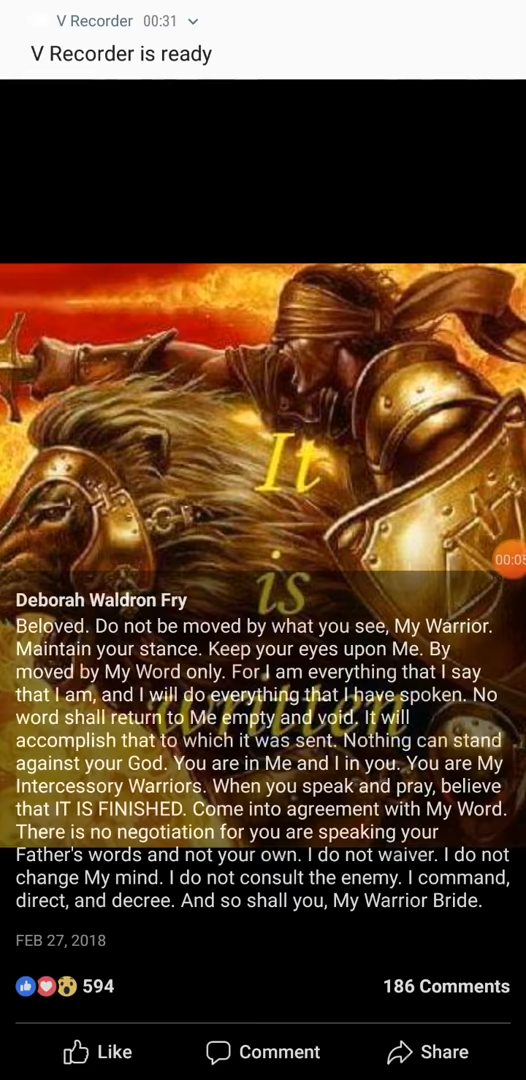 V Recorder 00:31
V Recorder is ready
It
is
written
00:05
Deborah Waldron Fry
Beloved. Do not be moved by what you see, My Warrior.
Maintain your stance. Keep your eyes upon Me. By
moved by My Word only. For I am everything that I say
that I am, and I will do everything that I have spoken. No
word shall return to Me empty and void. It will
accomplish that to which it was sent. Nothing can stand
against your God. You are in Me and I in you. You are My
Intercessory Warriors. When you speak and pray, believe
that IT IS FINISHED. Come into agreement with My Word.
There is no negotiation for you are speaking your
Father's words and not your own. I do not waiver. I do not
change My mind. I do not consult the enemy. I command,
direct, and decree. And so shall you, My Warrior Bride.
FEB 27, 2018
594 186 Comments
Like Comment Share